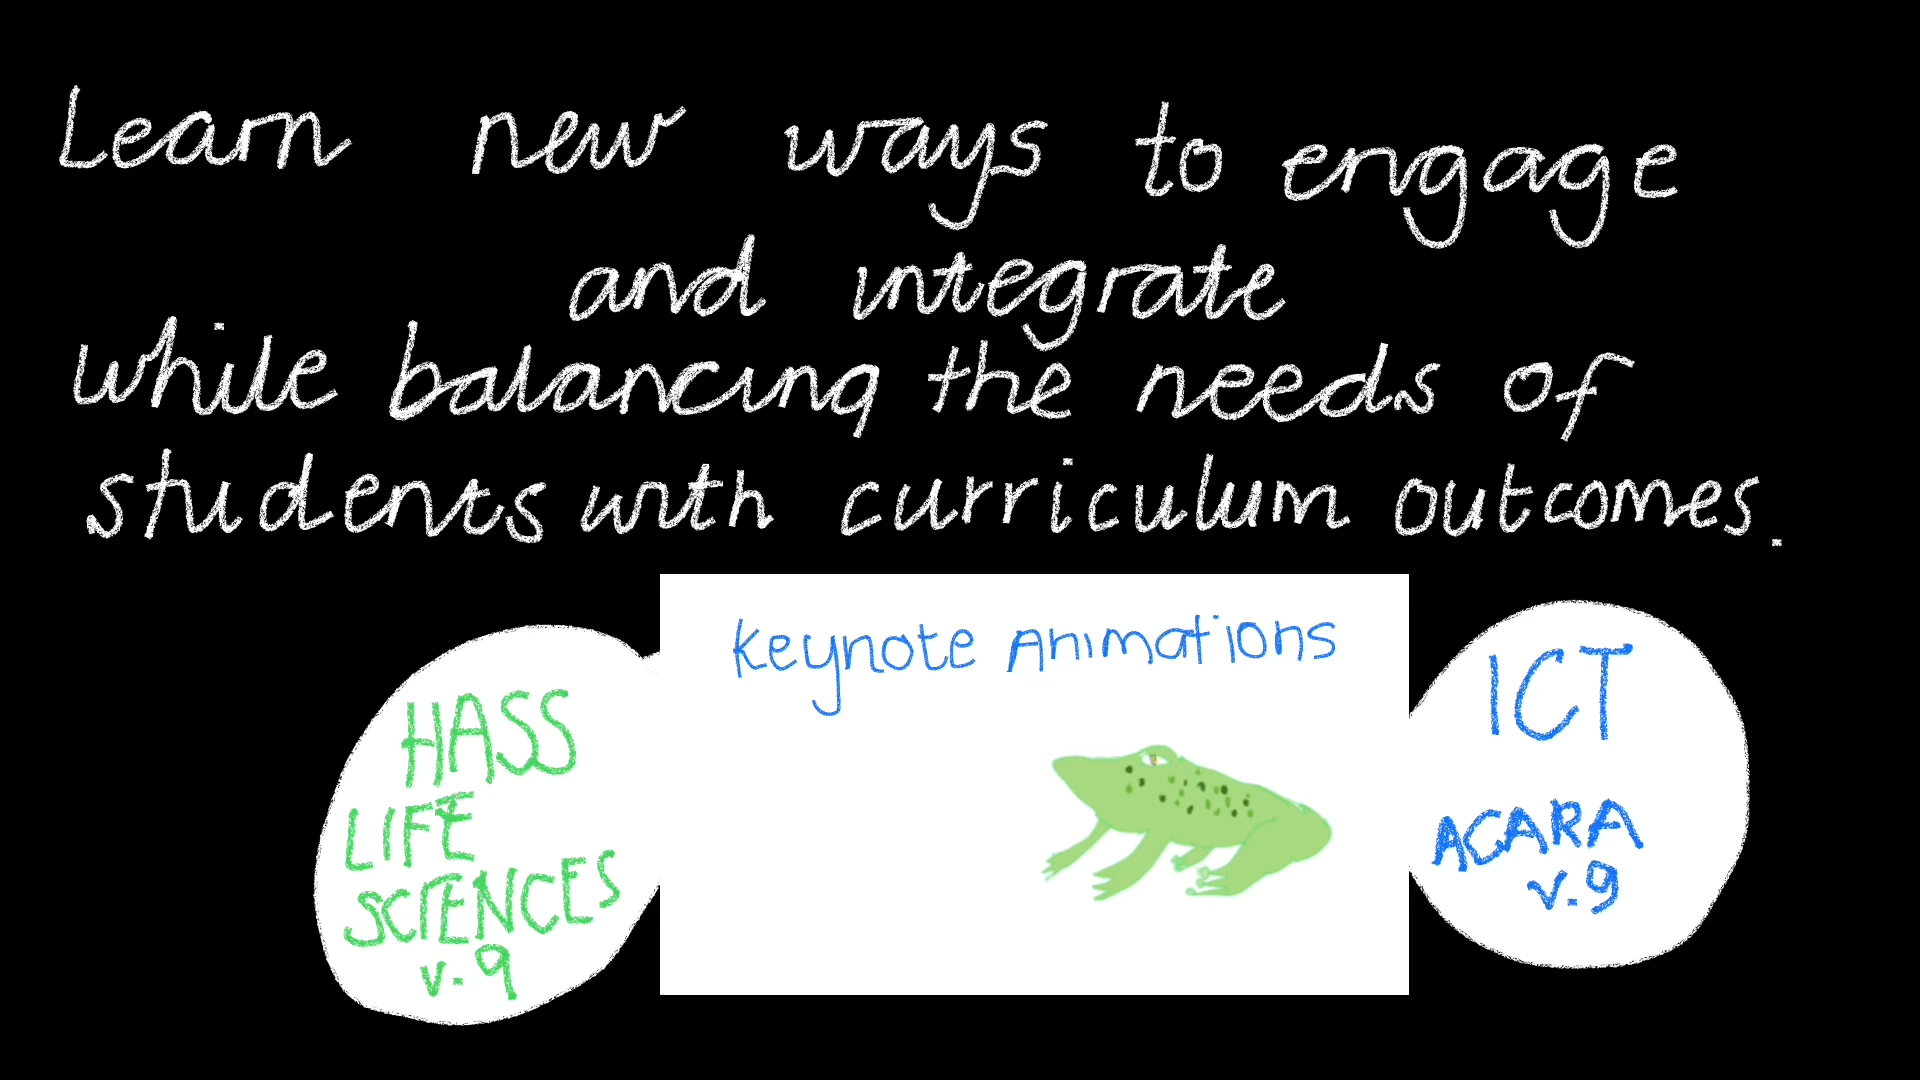 Learn new ways to engage
and integrate
while balancing the needs of
students with curriculum outcomes.
Keynote Animations
HASS
LIFE
SCIENCES
v.9
ICT
ACARA
v.9